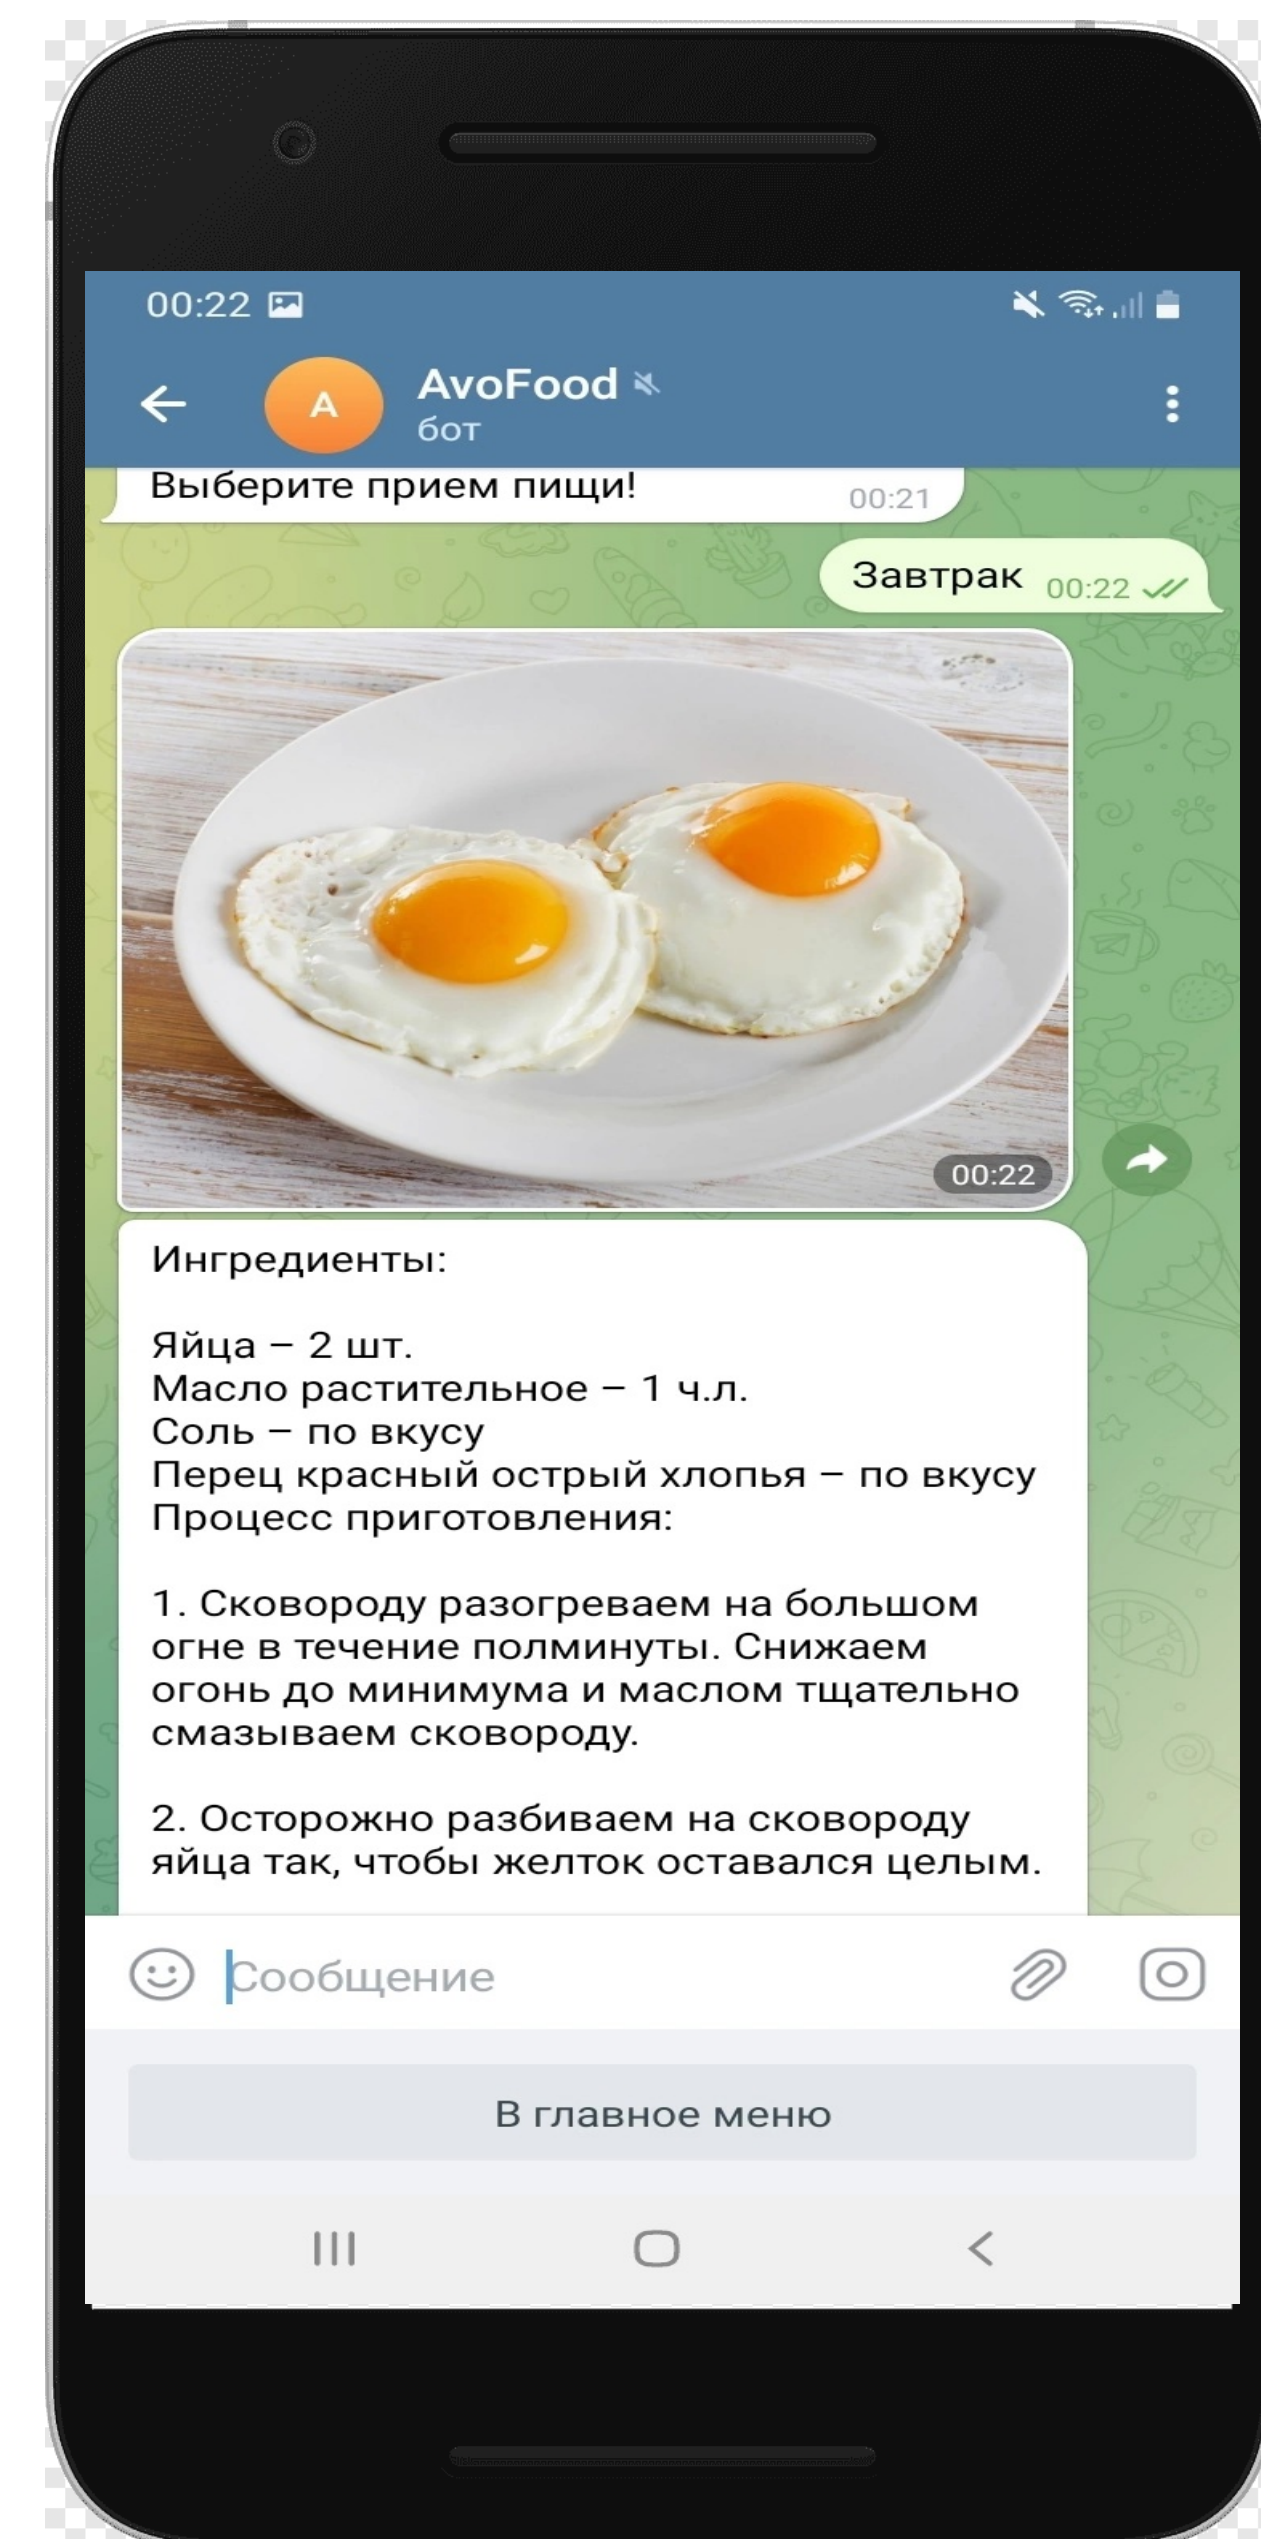 00:22
A
AvoFood
бот
Выберите прием пищи!
00:21
Завтрак 00:22
00:22
Ингредиенты:
Яйца – 2 шт.
Масло растительное – 1 ч.л.
Соль – по вкусу
Перец красный острый хлопья – по вкусу
Процесс приготовления:
1. Сковороду разогреваем на большом
огне в течение полминуты. Снижаем
огонь до минимума и маслом тщательно
смазываем сковороду.
2. Осторожно разбиваем на сковороду
яйца так, чтобы желток оставался целым.
Сообщение
В главное меню